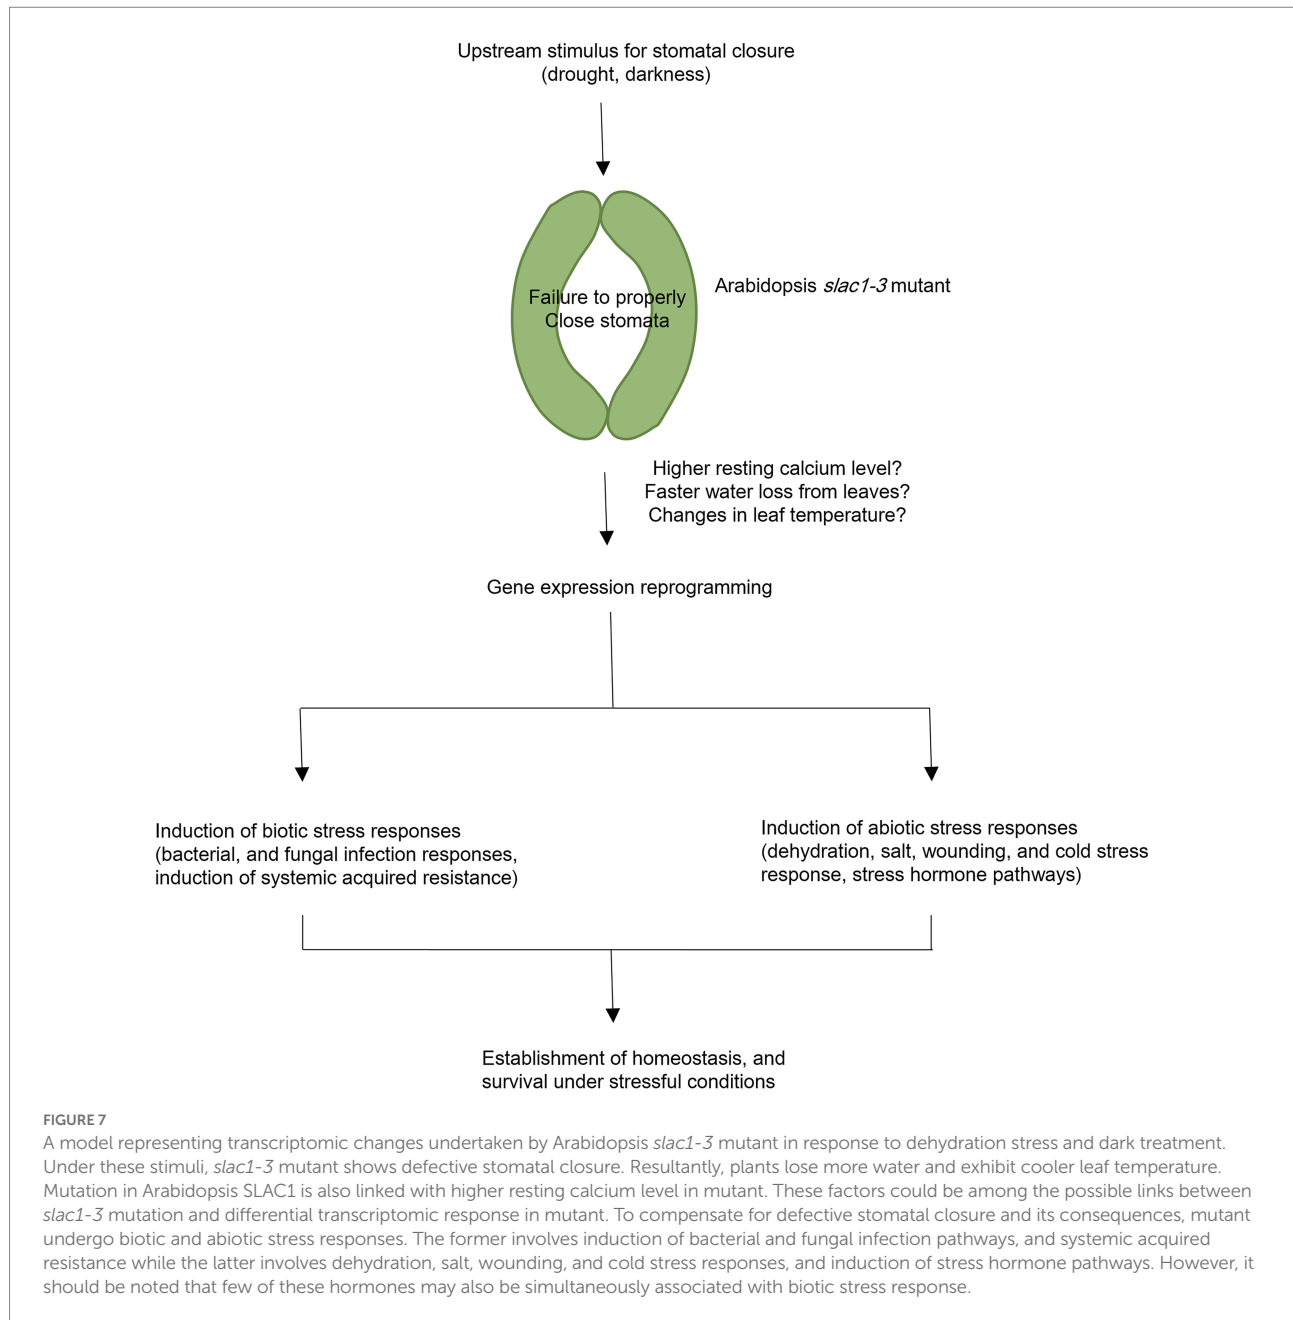 Upstream stimulus for stomatal closure
(drought, darkness)
Failure to properly
Close stomata
Arabidopsis slac1-3 mutant
Higher resting calcium level?
Faster water loss from leaves?
Changes in leaf temperature?
Gene expression reprogramming
Induction of biotic stress responses
(bacterial, and fungal infection responses,
induction of systemic acquired resistance)
Induction of abiotic stress responses
(dehydration, salt, wounding, and cold stress
response, stress hormone pathways)
Establishment of homeostasis, and
survival under stressful conditions
FIGURE 7
A model representing transcriptomic changes undertaken by Arabidopsis slac1-3 mutant in response to dehydration stress and dark treatment.
Under these stimuli, slac1-3 mutant shows defective stomatal closure. Resultantly, plants lose more water and exhibit cooler leaf temperature.
Mutation in Arabidopsis SLAC1 is also linked with higher resting calcium level in mutant. These factors could be among the possible links between
slac1-3 mutation and differential transcriptomic response in mutant. To compensate for defective stomatal closure and its consequences, mutant
undergo biotic and abiotic stress responses. The former involves induction of bacterial and fungal infection pathways, and systemic acquired
resistance while the latter involves dehydration, salt, wounding, and cold stress responses, and induction of stress hormone pathways. However, it
should be noted that few of these hormones may also be simultaneously associated with biotic stress response.